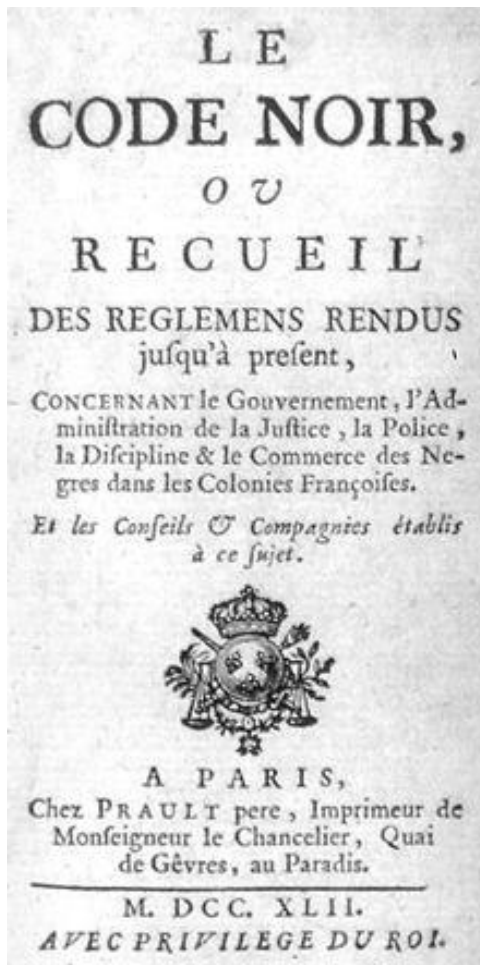 LE
CODE NOIR,
OU
RECUEIL
DES REGLEMENS RENDUS
juſqu'à preſent,
CONCERNANT le Gouvernement, l'Ad-
miniſtration de la Juſtice, la Police,
la Diſcipline & le Commerce des Ne-
gres dans les Colonies Françoiſes.
Et les Conſeils & Compagnies établis
à ce ſujet.
A PARIS,
Chez PRAULT pere, Imprimeur de
Monſeigneur le Chancelier, Quai
de Gêvres, au Paradis.
M. DCC. XLII.
AVEC PRIVILEGE DU ROI.